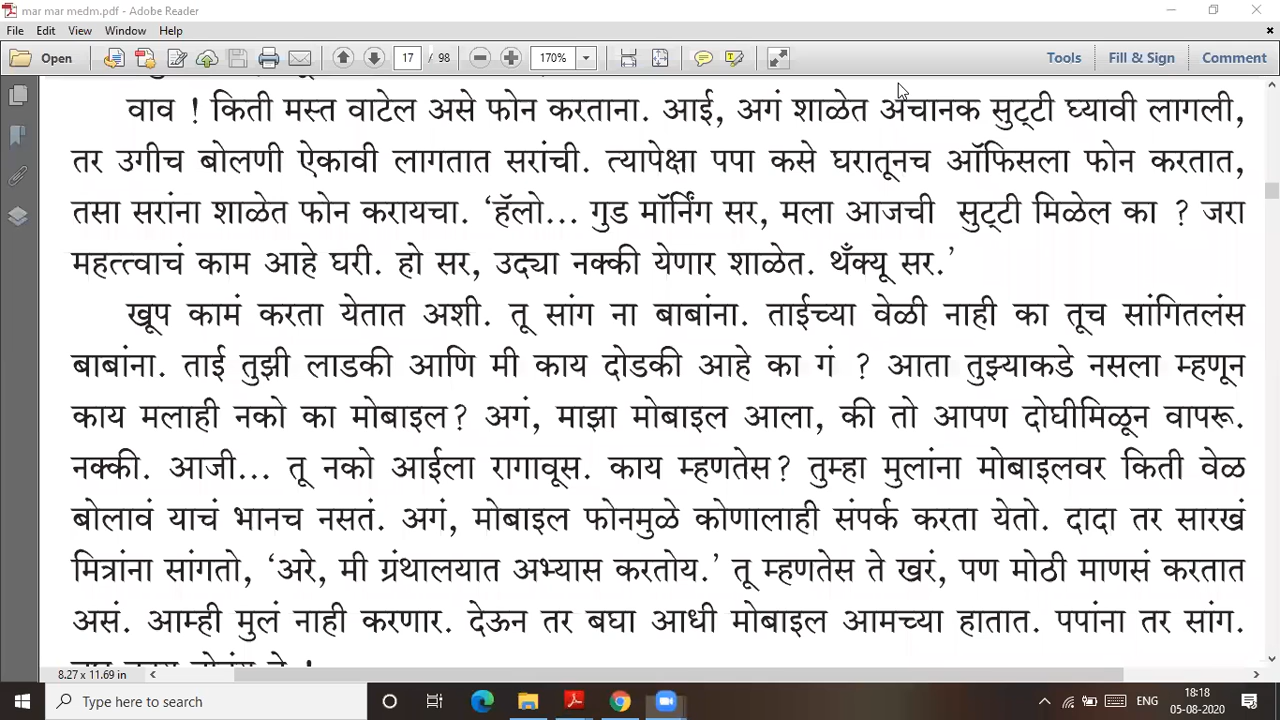 mar mar medm.pdf - Adobe Reader
File Edit View Window Help
Open 17 / 98 170% Tools Fill & Sign Comment
वाव ! किती मस्त वाटेल असे फोन करताना. आई, अगं शाळेत अचानक सुट्टी घ्यावी लागली,
तर उगीच बोलणी ऐकावी लागतात सरांची. त्यापेक्षा पपा कसे घरातूनच ऑफिसला फोन करतात,
तसा सरांना शाळेत फोन करायचा. ‘हॅलो... गुड मॉर्निंग सर, मला आजची सुट्टी मिळेल का ? जरा
महत्त्वाचं काम आहे घरी. हो सर, उद्या नक्की येणार शाळेत. थँक्यू सर.’
खूप कामं करता येतात अशी. तू सांग ना बाबांना. ताईच्या वेळी नाही का तूच सांगितलंस
बाबांना. ताई तुझी लाडकी आणि मी काय दोडकी आहे का गं ? आता तुझ्याकडे नसला म्हणून
काय मलाही नको का मोबाइल? अगं, माझा मोबाइल आला, की तो आपण दोघीमिळून वापरू.
नक्की. आजी... तू नको आईला रागावूस. काय म्हणतेस? तुम्हा मुलांना मोबाइलवर किती वेळ
बोलावं याचं भानच नसतं. अगं, मोबाइल फोनमुळे कोणालाही संपर्क करता येतो. दादा तर सारखं
मित्रांना सांगतो, ‘अरे, मी ग्रंथालयात अभ्यास करतोय.’ तू म्हणतेस ते खरं, पण मोठी माणसं करतात
असं. आम्ही मुलं नाही करणार. देऊन तर बघा आधी मोबाइल आमच्या हातात. पपांना तर सांग.
8.27 x 11.69 in
Type here to search ENG 18:18
05-08-2020